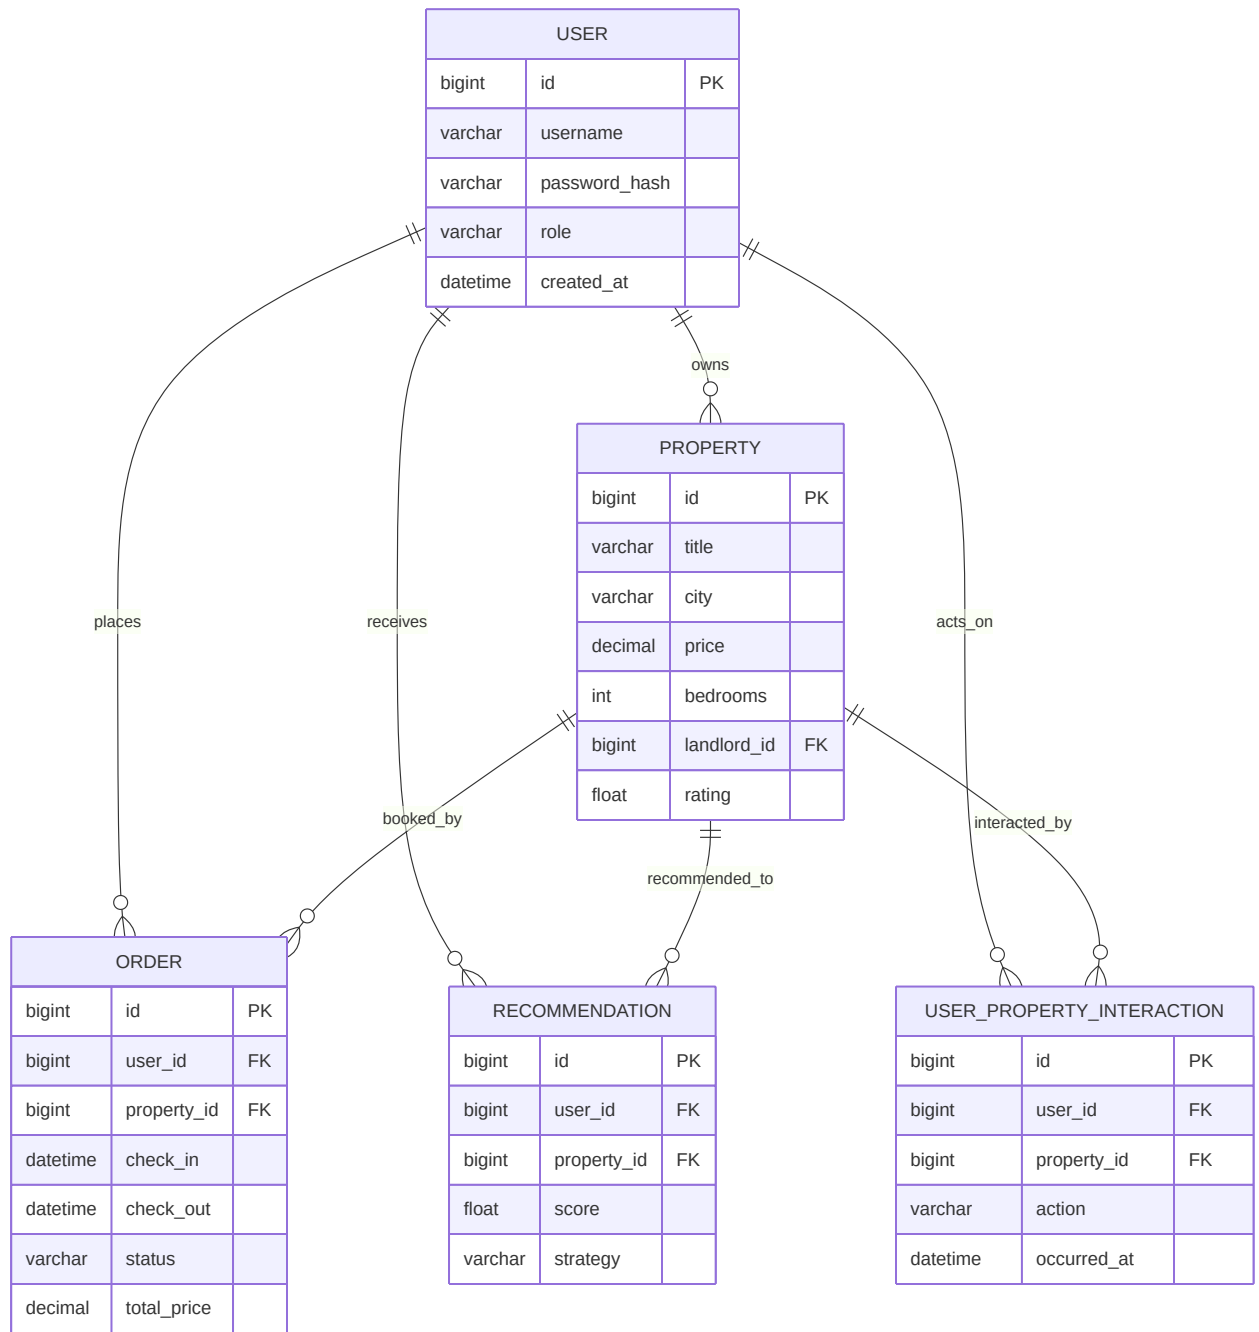 USER
bigint id PK
varchar username
varchar password_hash
varchar role
datetime created_at
owns
PROPERTY
bigint id PK
varchar title
varchar city
decimal price
int bedrooms
bigint landlord_id FK
float rating
places
receives
acts_on
booked_by
interacted_by
recommended_to
ORDER
bigint id PK
bigint user_id FK
bigint property_id FK
datetime check_in
datetime check_out
varchar status
decimal total_price
RECOMMENDATION
bigint id PK
bigint user_id FK
bigint property_id FK
float score
varchar strategy
USER_PROPERTY_INTERACTION
bigint id PK
bigint user_id FK
bigint property_id FK
varchar action
datetime occurred_at